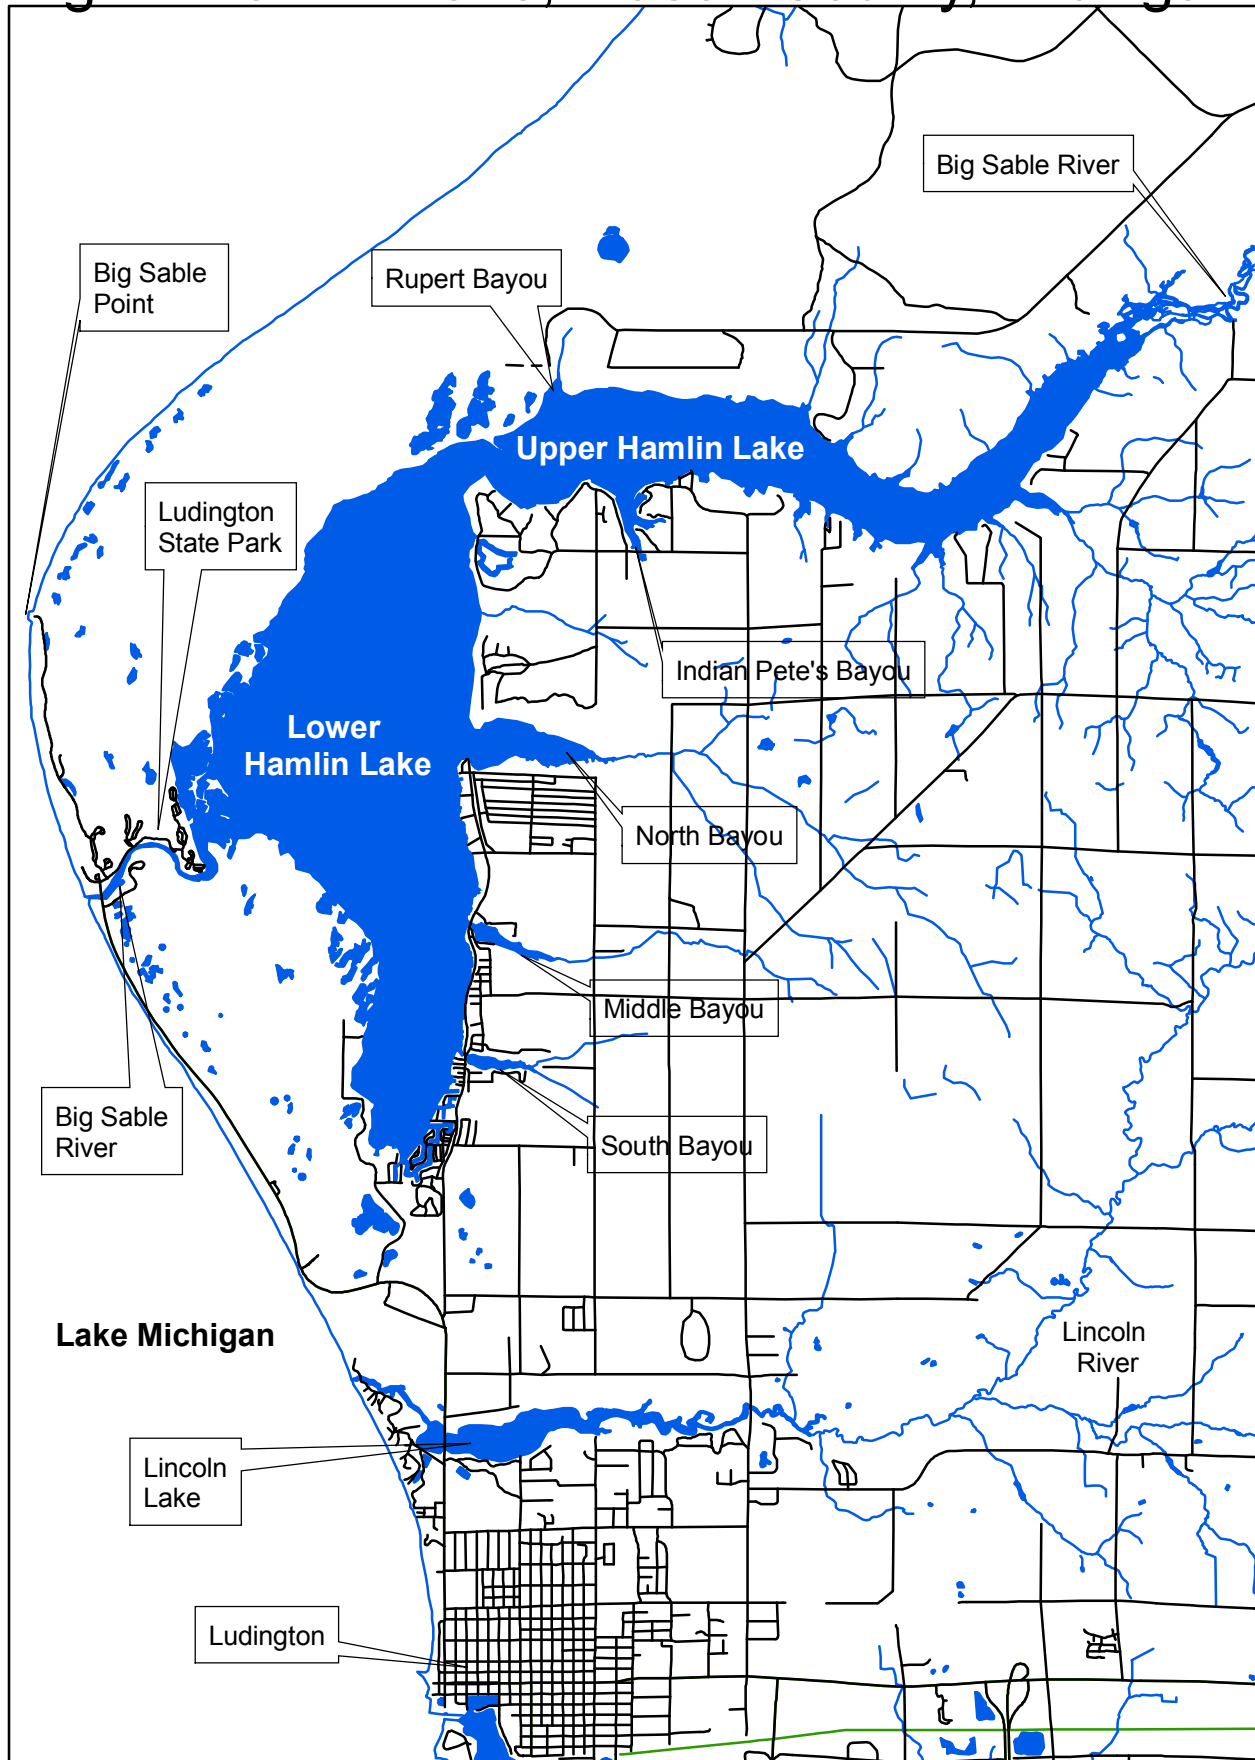 Big Sable River
Big Sable
Point
Rupert Bayou
Upper Hamlin Lake
Ludington
State Park
Indian Pete's Bayou
Lower
Hamlin Lake
North Bayou
Middle Bayou
Big Sable
River
South Bayou
Lake Michigan
Lincoln
River
Lincoln
Lake
Ludington